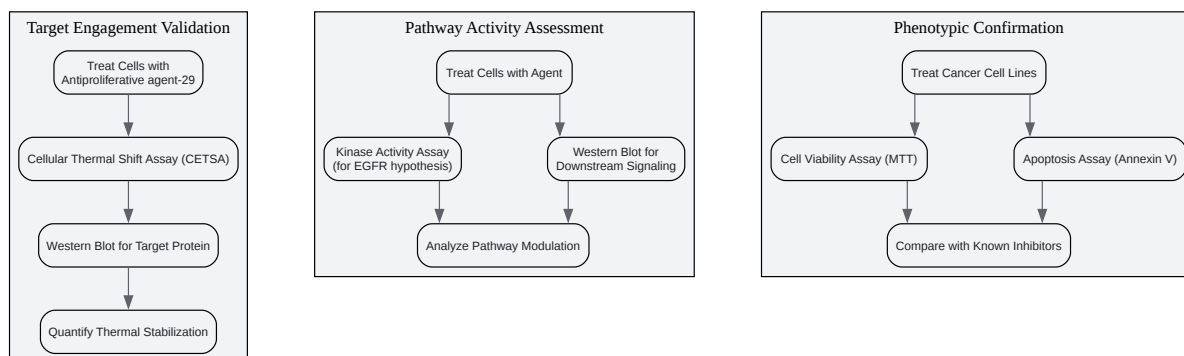 Target Engagement Validation
Treat Cells with
Antiproliferative agent-29
Cellular Thermal Shift Assay (CETSA)
Western Blot for Target Protein
Quantify Thermal Stabilization
Pathway Activity Assessment
Treat Cells with Agent
Kinase Activity Assay
(for EGFR hypothesis)
Western Blot for
Downstream Signaling
Analyze Pathway Modulation
Phenotypic Confirmation
Treat Cancer Cell Lines
Cell Viability Assay (MTT)
Apoptosis Assay (Annexin V)
Compare with Known Inhibitors